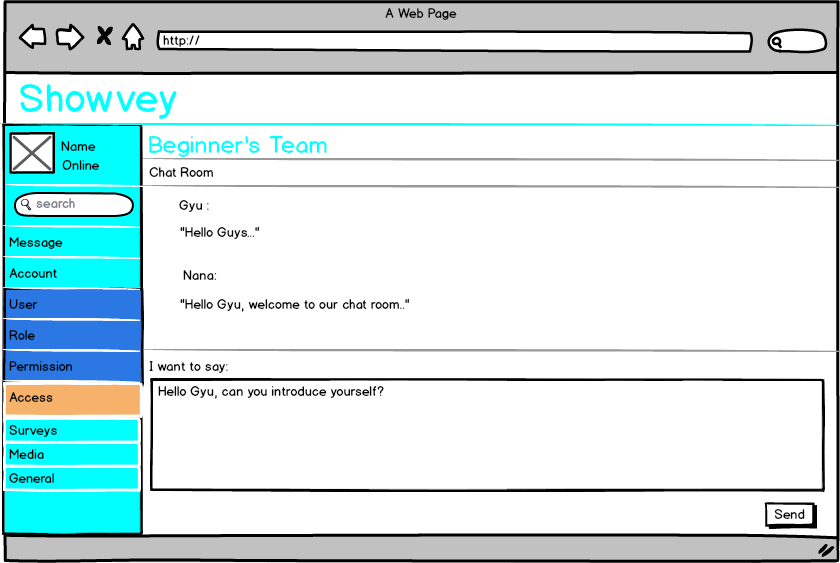 A Web Page
http://
Showvey
Name
Online
search
Message
Account
User
Role
Permission
Access
Surveys
Media
General
Beginner's Team
Chat Room
Gyu :
"Hello Guys..."
Nana:
"Hello Gyu, welcome to our chat room.."
I want to say:
Hello Gyu, can you introduce yourself?
Send